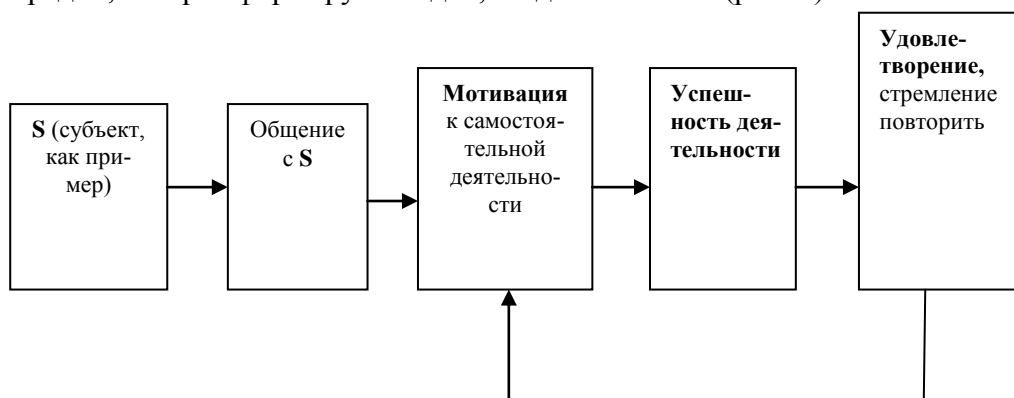 S (субъект,
как при-
мер)
Общение
с S
Мотивация
к самостоя-
тельной
деятельно-
сти
Успеш-
ность дея-
тельности
Удовле-
творение,
стремление
повторить